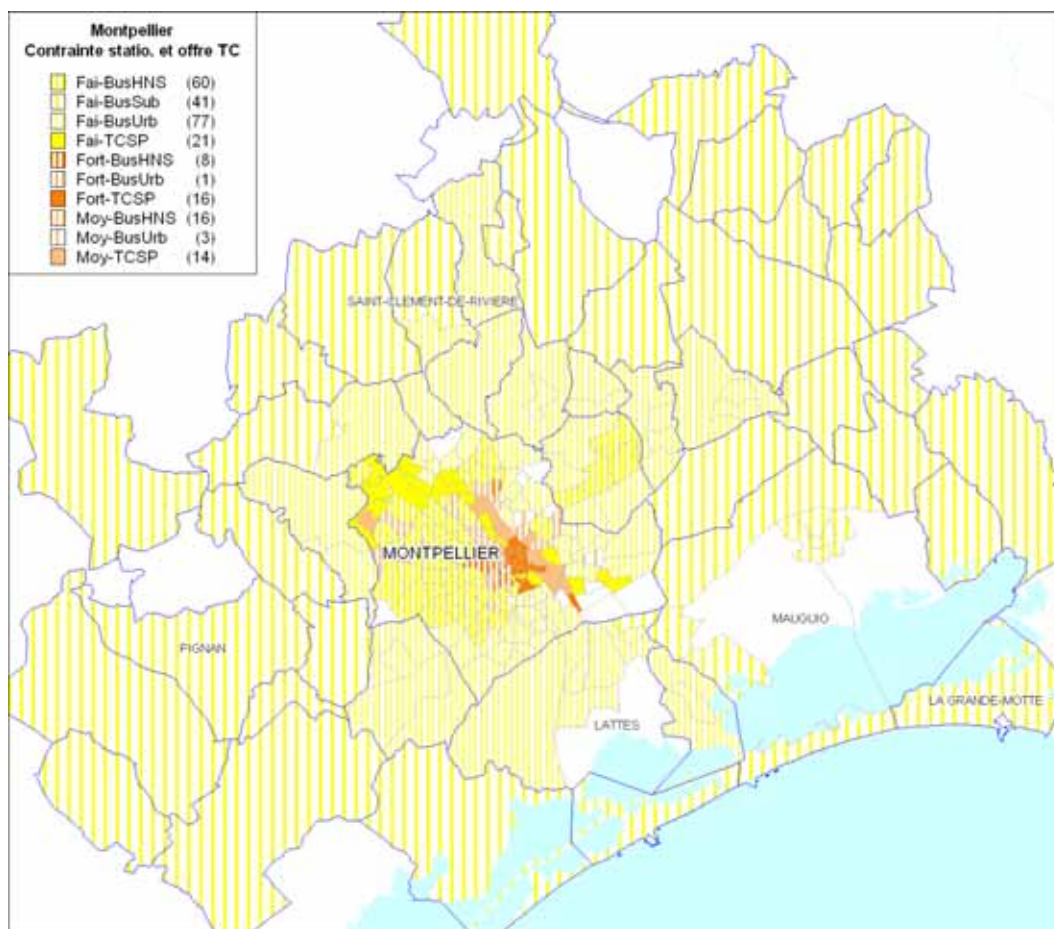 Montpellier
Contrainte statio. et offre TC
Fai-BusHNS (60)
Fai-BusSub (41)
Fai-BusUrb (77)
Fai-TCSP (21)
Fort-BusHNS (8)
Fort-BusUrb (1)
Fort-TCSP (16)
Moy-BusHNS (16)
Moy-BusUrb (3)
Moy-TCSP (14)
SAINT-CLEMENT-DE-RIVIERE
MONTPELLIER
MAUGUIO
PIGNAN
LA GRANDE-MOTTE
LATTES